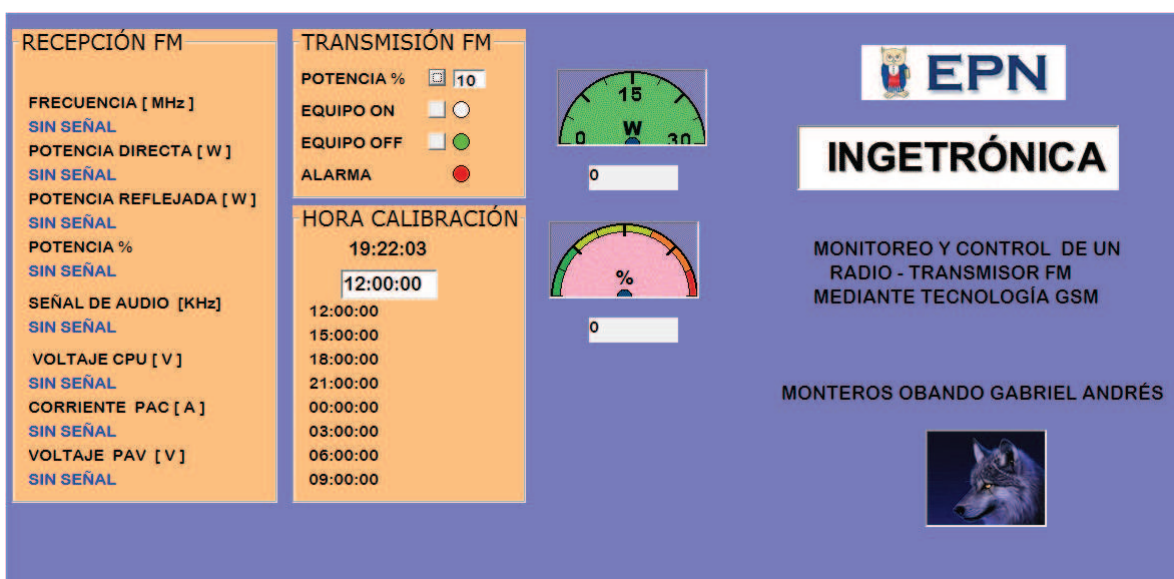 RECEPCIÓN FM
FRECUENCIA [ MHz ]
SIN SEÑAL
POTENCIA DIRECTA [ W ]
SIN SEÑAL
POTENCIA REFLEJADA [ W ]
SIN SEÑAL
POTENCIA %
SIN SEÑAL
SEÑAL DE AUDIO [KHz]
SIN SEÑAL
VOLTAJE CPU [ V ]
SIN SEÑAL
CORRIENTE PAC [ A ]
SIN SEÑAL
VOLTAJE PAV [ V ]
SIN SEÑAL
TRANSMISIÓN FM
POTENCIA % 10
EQUIPO ON
EQUIPO OFF
ALARMA
HORA CALIBRACIÓN
19:22:03
12:00:00
12:00:00
15:00:00
18:00:00
21:00:00
00:00:00
03:00:00
06:00:00
09:00:00
15
W
0 30
0
%
0
EPN
INGETRÓNICA
MONITOREO Y CONTROL DE UN
RADIO - TRANSMISOR FM
MEDIANTE TECNOLOGÍA GSM
MONTEROS OBANDO GABRIEL ANDRÉS